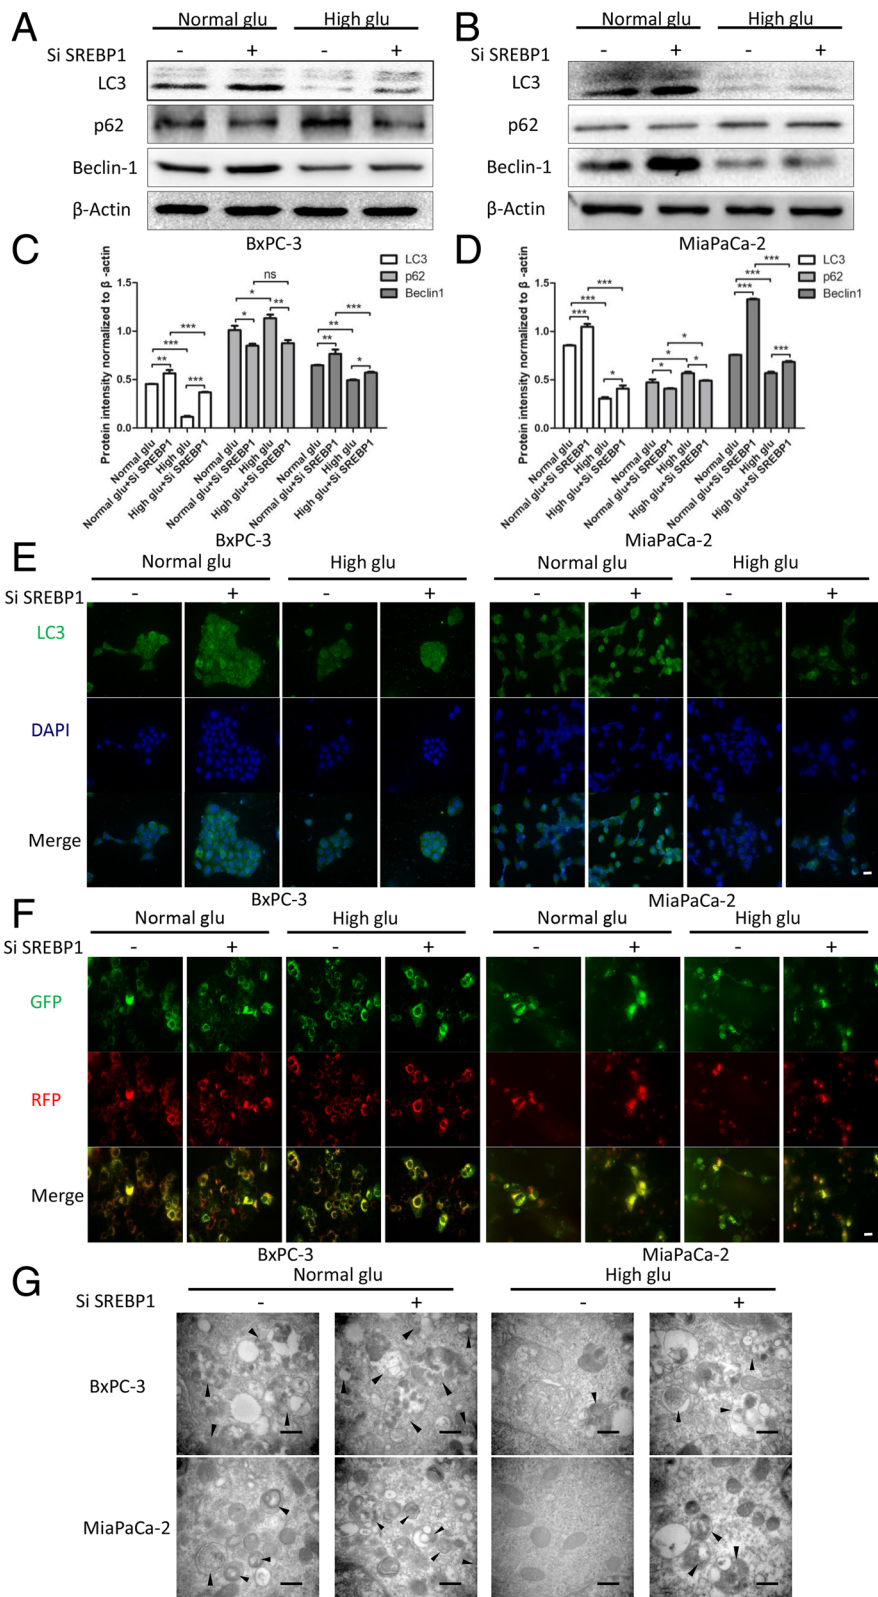 A
Normal glu High glu
Si SREBP1 - + - +
LC3
p62
Beclin-1
β-Actin
BxPC-3
B
Normal glu High glu
Si SREBP1 - + - +
LC3
p62
Beclin-1
β-Actin
MiaPaCa-2
C
Protein intensity normalized to β -actin
1.5
1.0
0.5
0.0
LC3
p62
Beclin1
** *** *** ***
* * ** ns
** ** * ***
Normal glu
Normal glu+Si SREBP1
High glu
High glu+Si SREBP1
Normal glu
Normal glu+Si SREBP1
High glu
High glu+Si SREBP1
Normal glu
Normal glu+Si SREBP1
High glu
High glu+Si SREBP1
BxPC-3
D
Protein intensity normalized to β -actin
1.5
1.0
0.5
0.0
LC3
p62
Beclin1
*** *** *** *
* * * *
*** *** *** ***
Normal glu
Normal glu+Si SREBP1
High glu
High glu+Si SREBP1
Normal glu
Normal glu+Si SREBP1
High glu
High glu+Si SREBP1
Normal glu
Normal glu+Si SREBP1
High glu
High glu+Si SREBP1
MiaPaCa-2
E
Normal glu High glu Normal glu High glu
Si SREBP1 - + - + - + - +
LC3
DAPI
Merge
BxPC-3 MiaPaCa-2
F
Normal glu High glu Normal glu High glu
Si SREBP1 - + - + - + - +
GFP
RFP
Merge
BxPC-3 MiaPaCa-2
G
Normal glu High glu
Si SREBP1 - + - +
BxPC-3
MiaPaCa-2